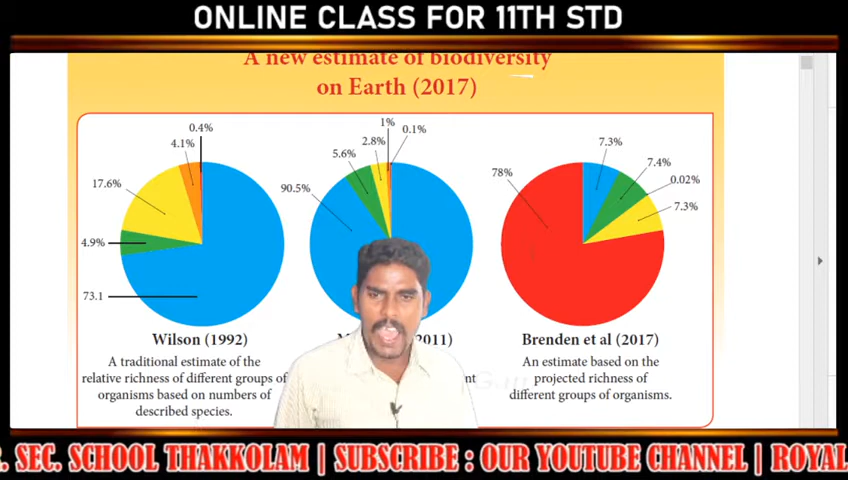 ONLINE CLASS FOR 11TH STD
A new estimate of biodiversity
on Earth (2017)
0.4%
4.1%
17.6%
4.9%
73.1
1%
0.1%
2.8%
5.6%
90.5%
7.3%
7.4%
0.02%
7.3%
78%
Wilson (1992)
A traditional estimate of the
relative richness of different groups of
organisms based on numbers of
described species.
2011)
Brenden et al (2017)
An estimate based on the
projected richness of
different groups of organisms.
. SEC. SCHOOL THAKKOLAM | SUBSCRIBE : OUR YOUTUBE CHANNEL | ROYAL